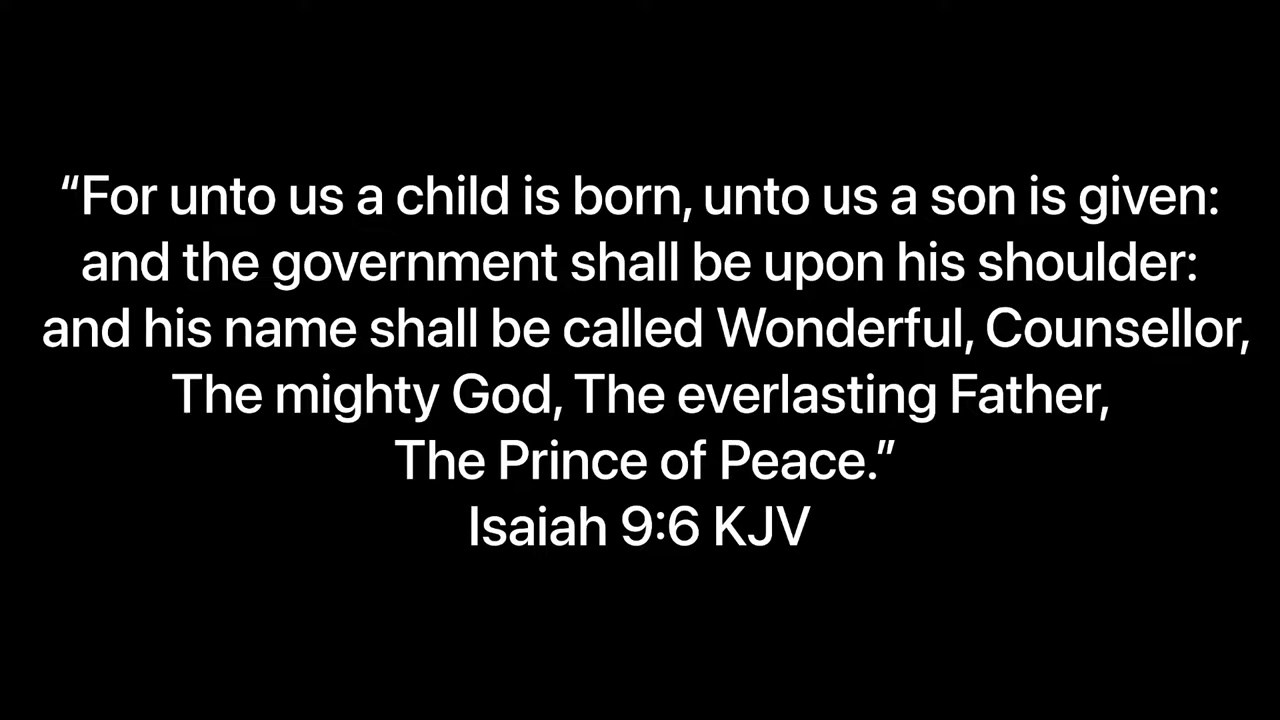 “For unto us a child is born, unto us a son is given:
and the government shall be upon his shoulder:
and his name shall be called Wonderful, Counsellor,
The mighty God, The everlasting Father,
The Prince of Peace.”
Isaiah 9:6 KJV